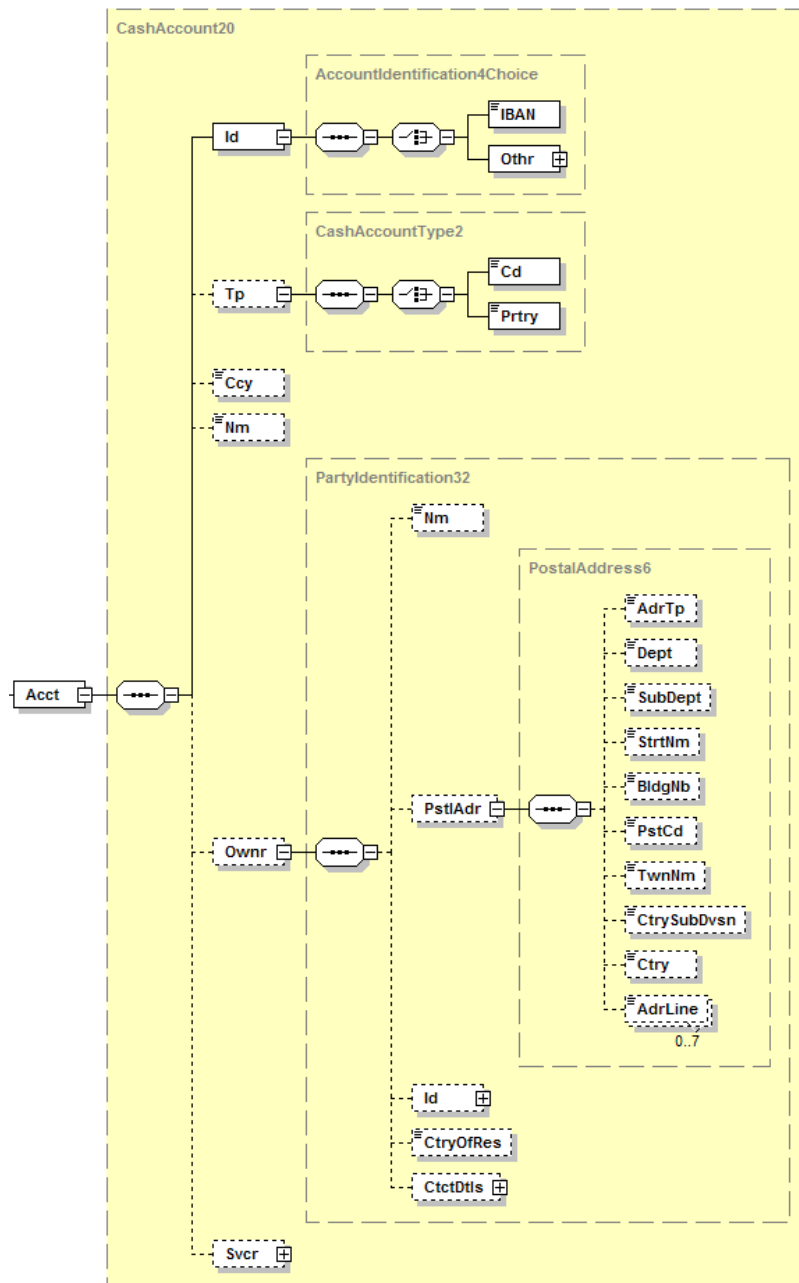 CashAccount20
AccountIdentification4Choice
Id
IBAN
Othr
CashAccountType2
Tp
Cd
Prtry
Ccy
Nm
PartyIdentification32
Nm
PostalAddress6
AdrTp
Dept
SubDept
Acct
StrtNm
BldgNb
PstlAdr
PstCd
Ownr
TwnNm
CtrySubDvsn
Ctry
AdrLine
0..7
Id
CtryOfRes
CtctDtls
Svcr